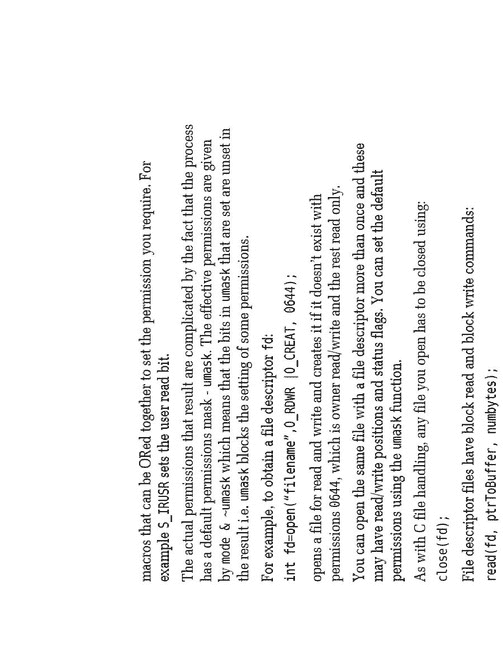 macros that can be ORed together to set the permission you require. For
example S_IRUSR sets the user read bit.
The actual permissions that result are complicated by the fact that the process
has a default permissions mask - umask. The effective permissions are given
by mode & ~umask which means that the bits in umask that are set are unset in
the result i.e. umask blocks the setting of some permissions.
For example, to obtain a file descriptor fd:
int fd=open("filename",O_RDWR |O_CREAT, 0644);
opens a file for read and write and creates it if it doesn't exist with
permissions 0644, which is owner read/write and the rest read only.
You can open the same file with a file descriptor more than once and these
may have read/write positions and status flags. You can set the default
permissions using the umask function.
As with C file handling, any file you open has to be closed using:
close(fd);
File descriptor files have block read and block write commands:
read(fd, ptrToBuffer, numbytes);